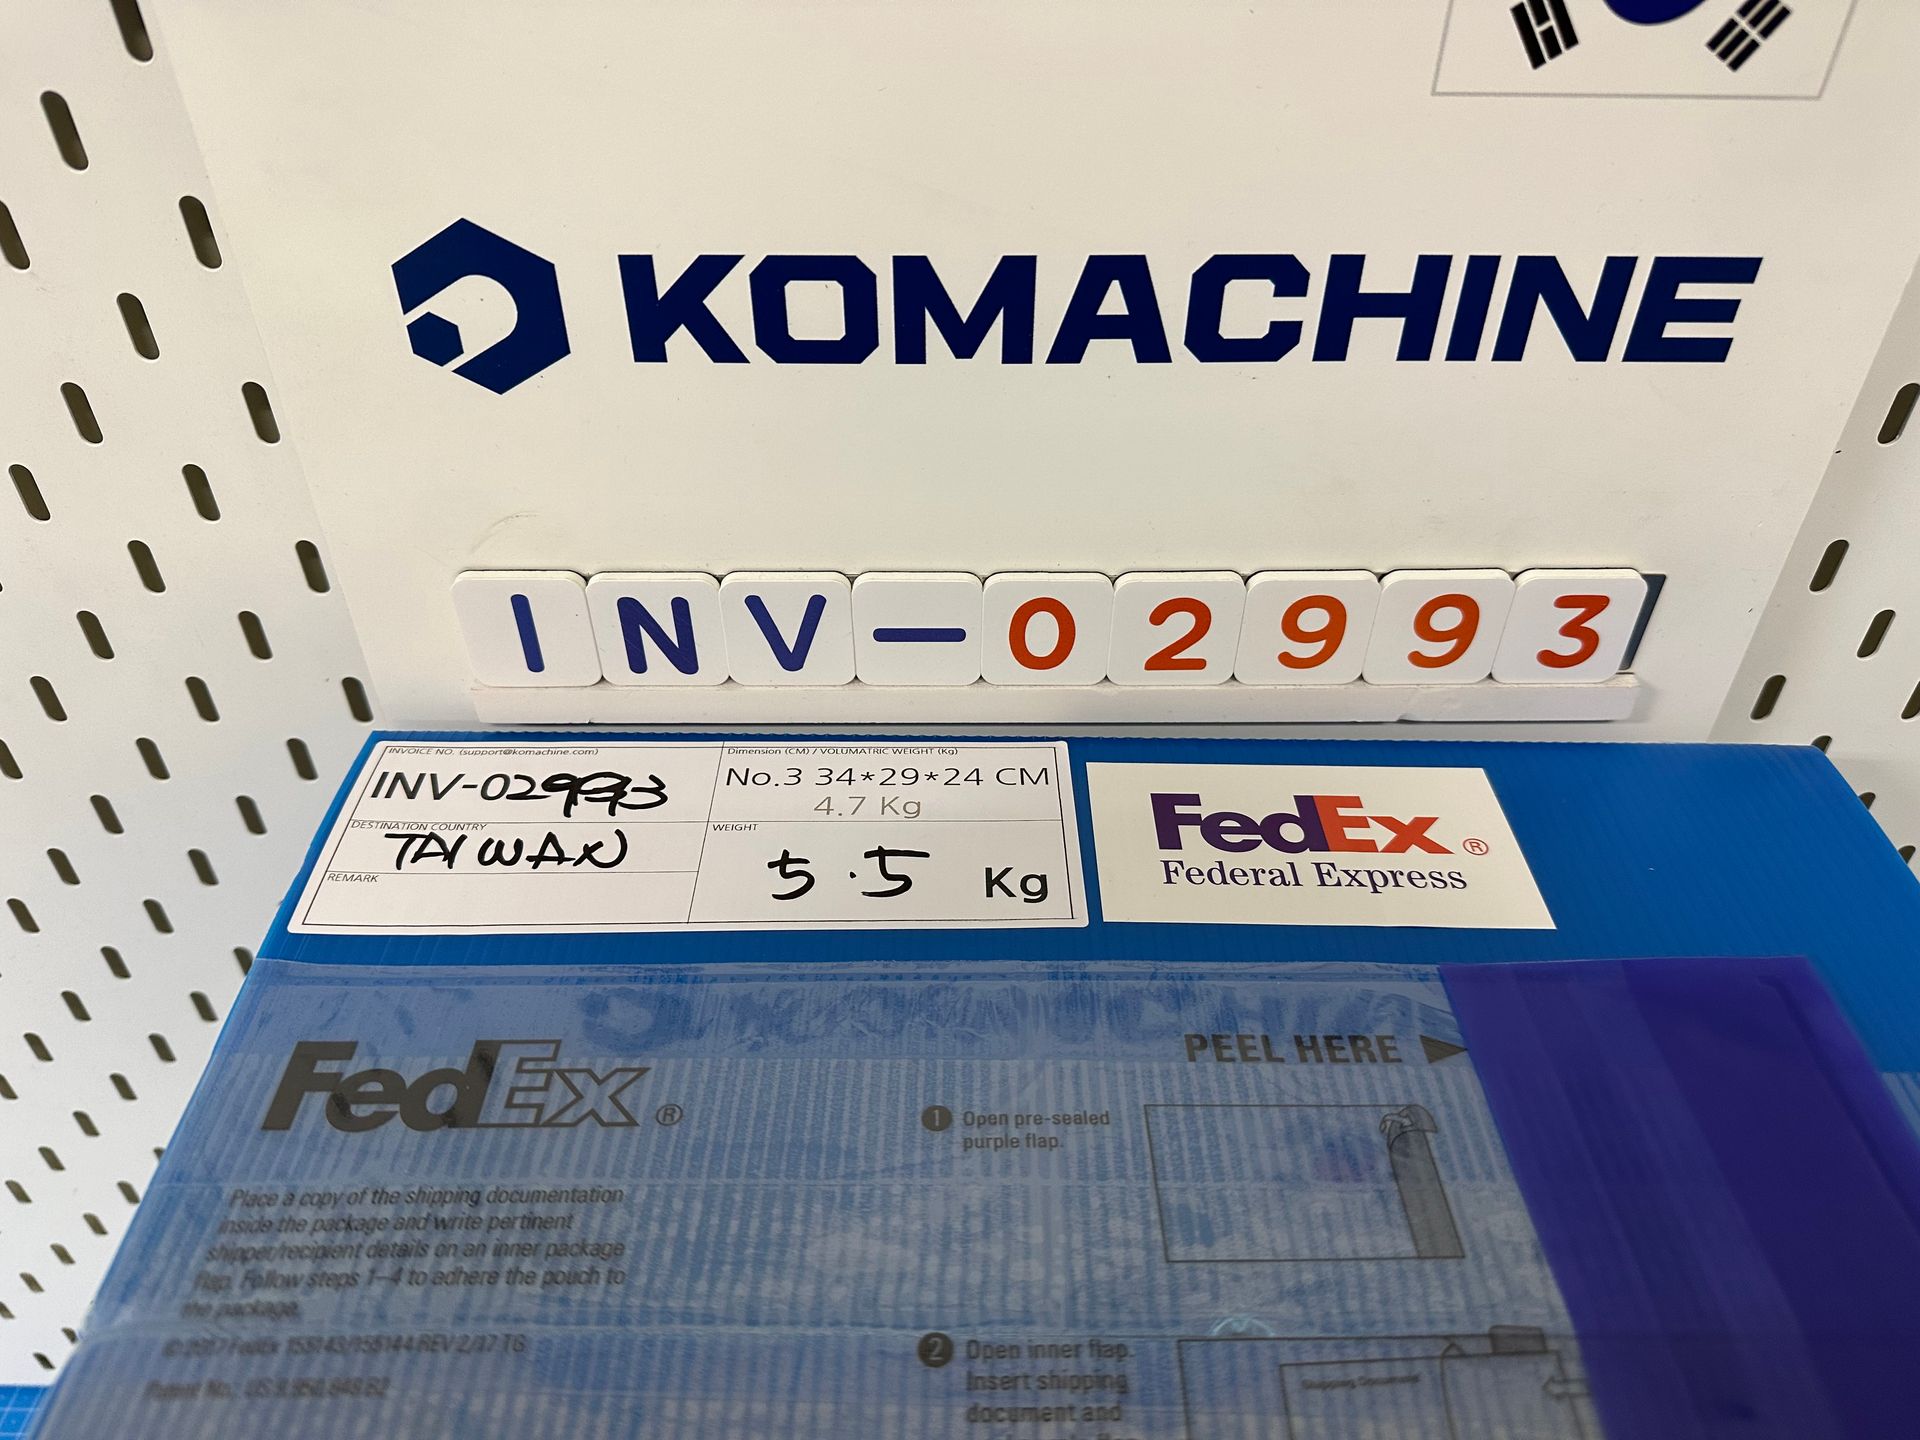 KOMACHINE
INV-02993
INVOICE NO. (support@komachine.com)
INV-02993
DESTINATION COUNTRY
TAIWAN
REMARK
Dimension (CM) / VOLUMATRIC WEIGHT (Kg)
No.3 34*29*24 CM
4.7 Kg
WEIGHT
5.5 Kg
FedEx ®
Federal Express
FedEx ®
PEEL HERE
Place a copy of the shipping documentation
inside the package and write pertinent
shipper/recipient details on an inner package
flap. Follow steps 1–4 to adhere the pouch to
the package.
1 Open pre-sealed
purple flap.
2 Open inner flap.
Insert shipping
document and
Shipping Document